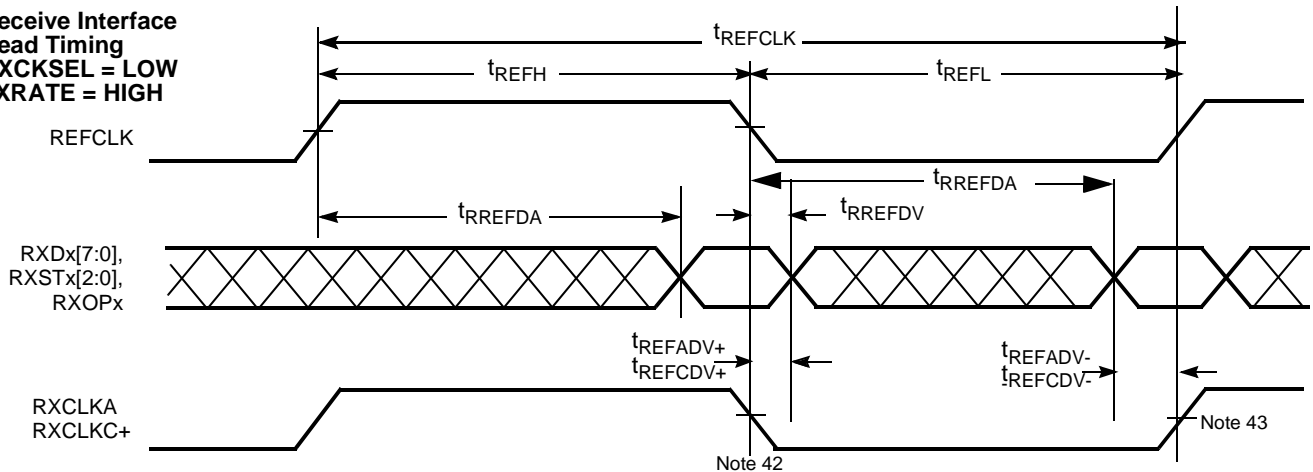 eceive Interface
ead Timing
XCKSEL = LOW
XRATE = HIGH
tREFCLK
tREFH
tREFL
REFCLK
tRREFDA
tRREFDA
tRREFDV
RXDx[7:0],
RXSTx[2:0],
RXOPx
tREFADV+
tREFCDV+
tREFADV-
tREFCDV-
RXCLKA
RXCLKC+
Note 43
Note 42